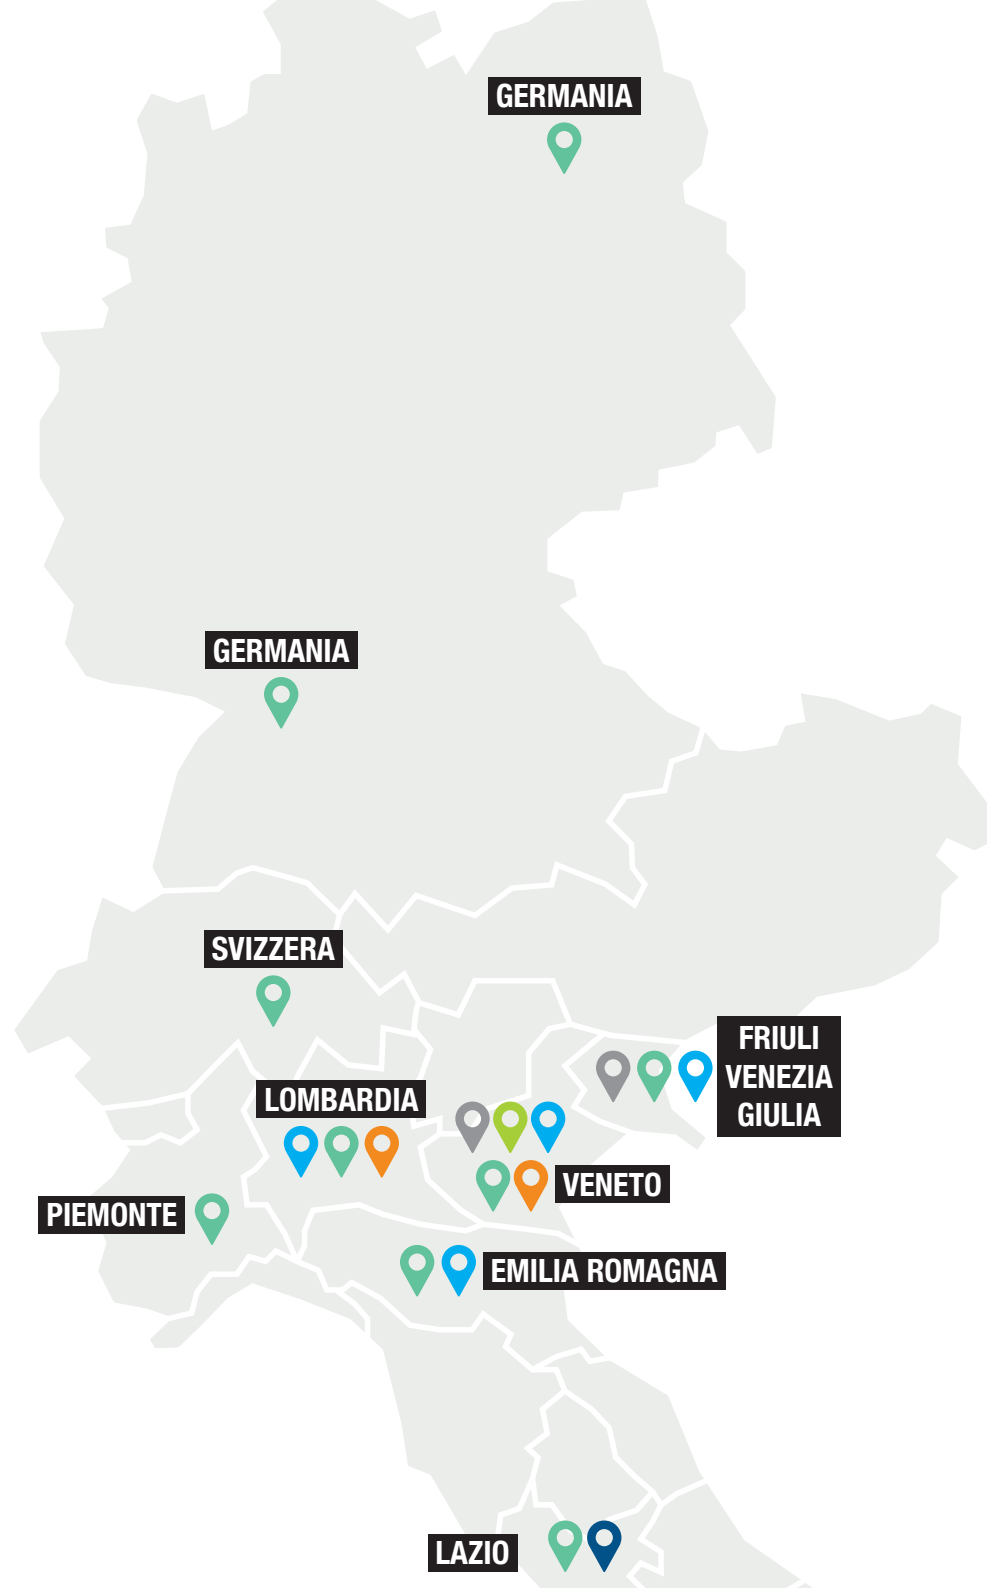 GERMANIA
GERMANIA
SVIZZERA
FRIULI
VENEZIA
GIULIA
LOMBARDIA
VENETO
PIEMONTE
EMILIA ROMAGNA
LAZIO